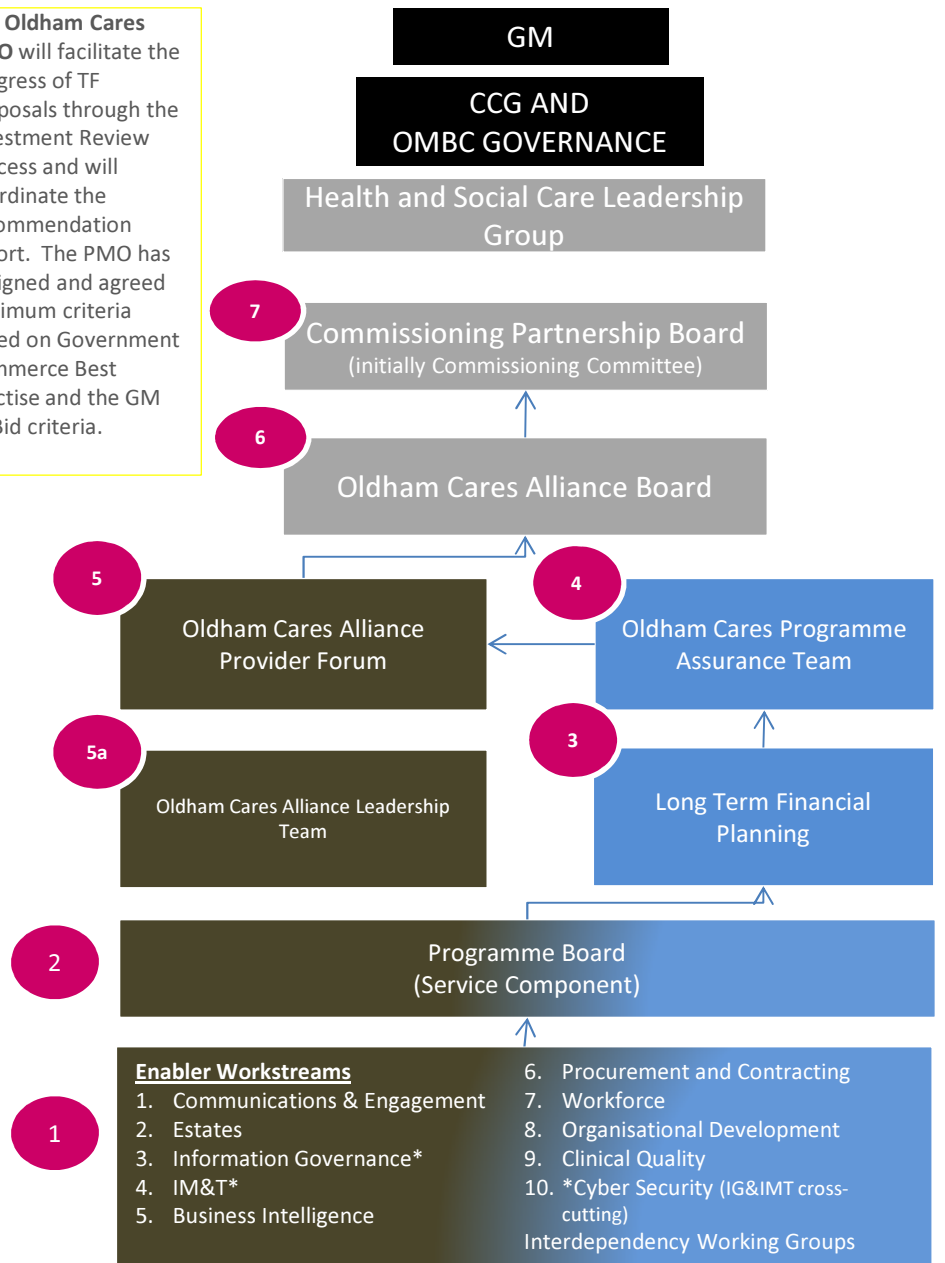 Oldham Cares
O will facilitate the
gress of TF
posals through the
estment Review
cess and will
rdinate the
ommendation
ort.  The PMO has
igned and agreed
imum criteria
ed on Government
mmerce Best
ctise and the GM
Bid criteria.
GM
CCG AND
OMBC GOVERNANCE
Health and Social Care Leadership
Group
7
Commissioning Partnership Board
(initially Commissioning Committee)
6
Oldham Cares Alliance Board
5
Oldham Cares Alliance
Provider Forum
4
Oldham Cares Programme
Assurance Team
5a
Oldham Cares Alliance Leadership
Team
3
Long Term Financial
Planning
2
Programme Board
(Service Component)
1
Enabler Workstreams
1. Communications & Engagement
2. Estates
3. Information Governance*
4. IM&T*
5. Business Intelligence
6. Procurement and Contracting
7. Workforce
8. Organisational Development
9. Clinical Quality
10. *Cyber Security (IG&IMT cross-
cutting)
Interdependency Working Groups